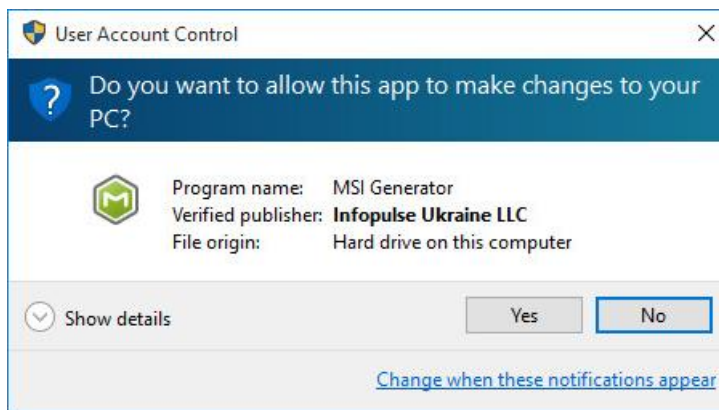 User Account Control
Do you want to allow this app to make changes to your
PC?
Program name: MSI Generator
Verified publisher: Infopulse Ukraine LLC
File origin: Hard drive on this computer
Show details
Yes
No
Change when these notifications appear